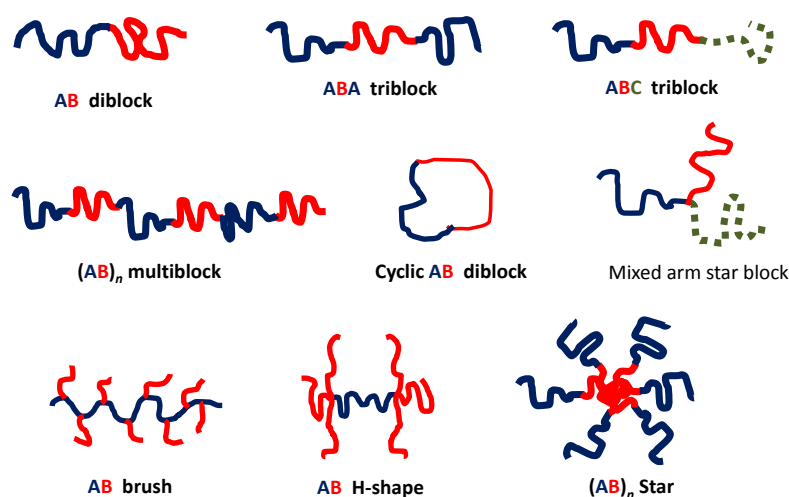 AB diblock
ABA triblock
ABC triblock
(AB)n multiblock
Cyclic AB diblock
Mixed arm star block
AB brush
AB H-shape
(AB)n Star